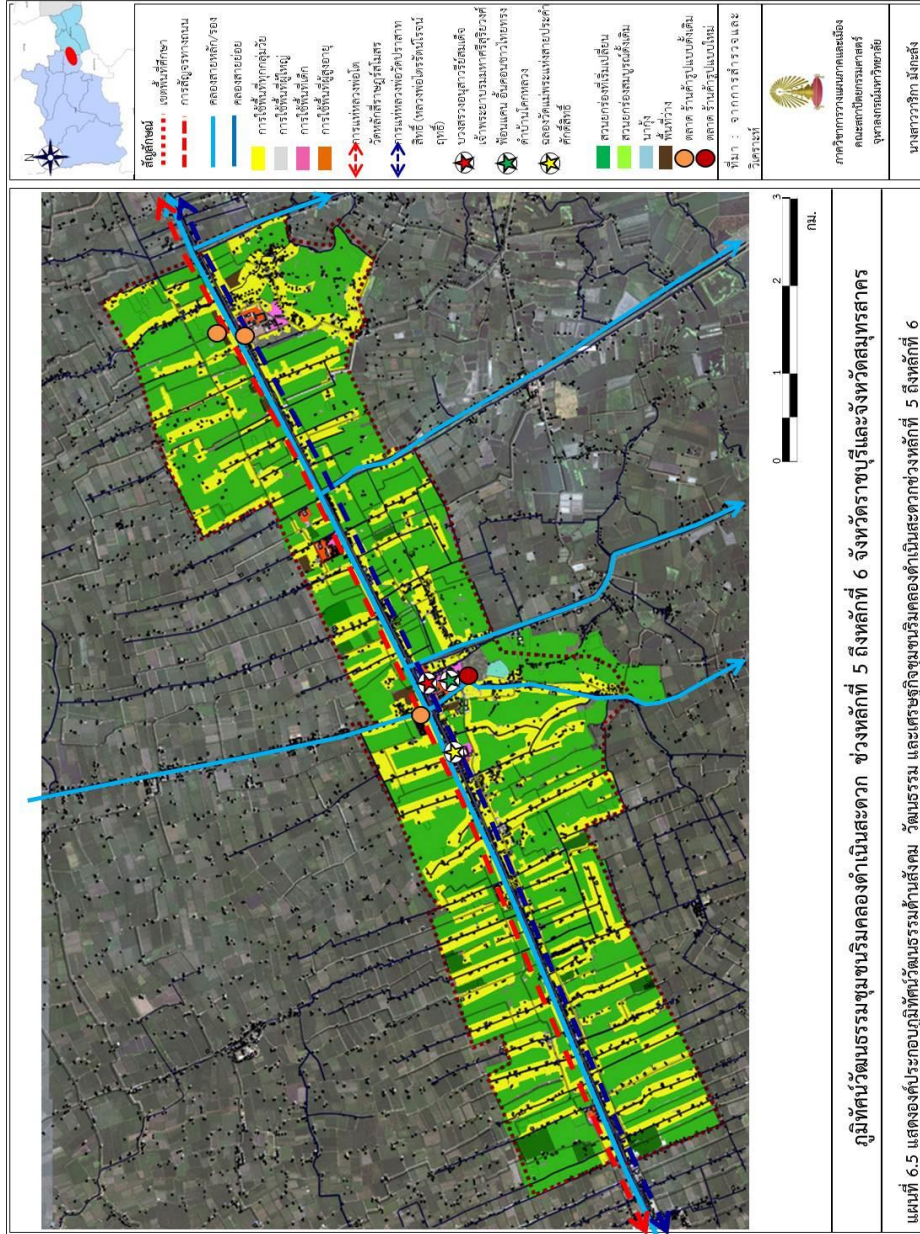 สัญลักษณ์
เขตพื้นที่ศึกษา
การสัญจรทางถนน
คลองสายหลัก/รอง
คลองสายย่อย
การใช้พื้นที่ทุกกลุ่มวัย
การใช้พื้นที่ผู้ใหญ่
การใช้พื้นที่เด็ก
การใช้พื้นที่ผู้สูงอายุ
การแห่หลวงพ่อโต
วัดหลักสี่ราษฎร์สโมสร
การแห่หลวงพ่อวัดปราสาท
สิทธิ์ (หลวงพ่อไตรรัตนโรจน์
ฤทธิ์)
บวงสรวงอนุสาวรีย์สมเด็จ
เจ้าพระยาบรมมหาศรีสุริยวงศ์
ฟ้อนแคน อิ้นคอนชาวไทยทรง
ดำบ้านโคกหลวง
ฉลองวัดแม่พระแห่งสายประคำ
ศักดิ์สิทธิ์
สวนยกร่องที่เริ่มเปลี่ยน
สวนยกร่องสมบูรณ์ดั้งเดิม
นากุ้ง
พื้นที่ว่าง
ตลาด ร้านค้ารูปแบบดั้งเดิม
ตลาด ร้านค้ารูปแบบใหม่
ที่มา : จากการสำรวจและ
วิเคราะห์
ภาควิชาการวางแผนภาคและเมือง
คณะสถาปัตยกรรมศาสตร์
จุฬาลงกรณ์มหาวิทยาลัย
นางสาววริกา มังกะลัง
N
0 1 2 3
กม.
ภูมิทัศน์วัฒนธรรมชุมชนริมคลองดำเนินสะดวก ช่วงหลักที่ 5 ถึงหลักที่ 6 จังหวัดราชบุรีและจังหวัดสมุทรสาคร
แผนที่ 6.5 แสดงองค์ประกอบภูมิทัศน์วัฒนธรรมด้านสังคม วัฒนธรรม และเศรษฐกิจชุมชนริมคลองดำเนินสะดวกช่วงหลักที่ 5 ถึงหลักที่ 6